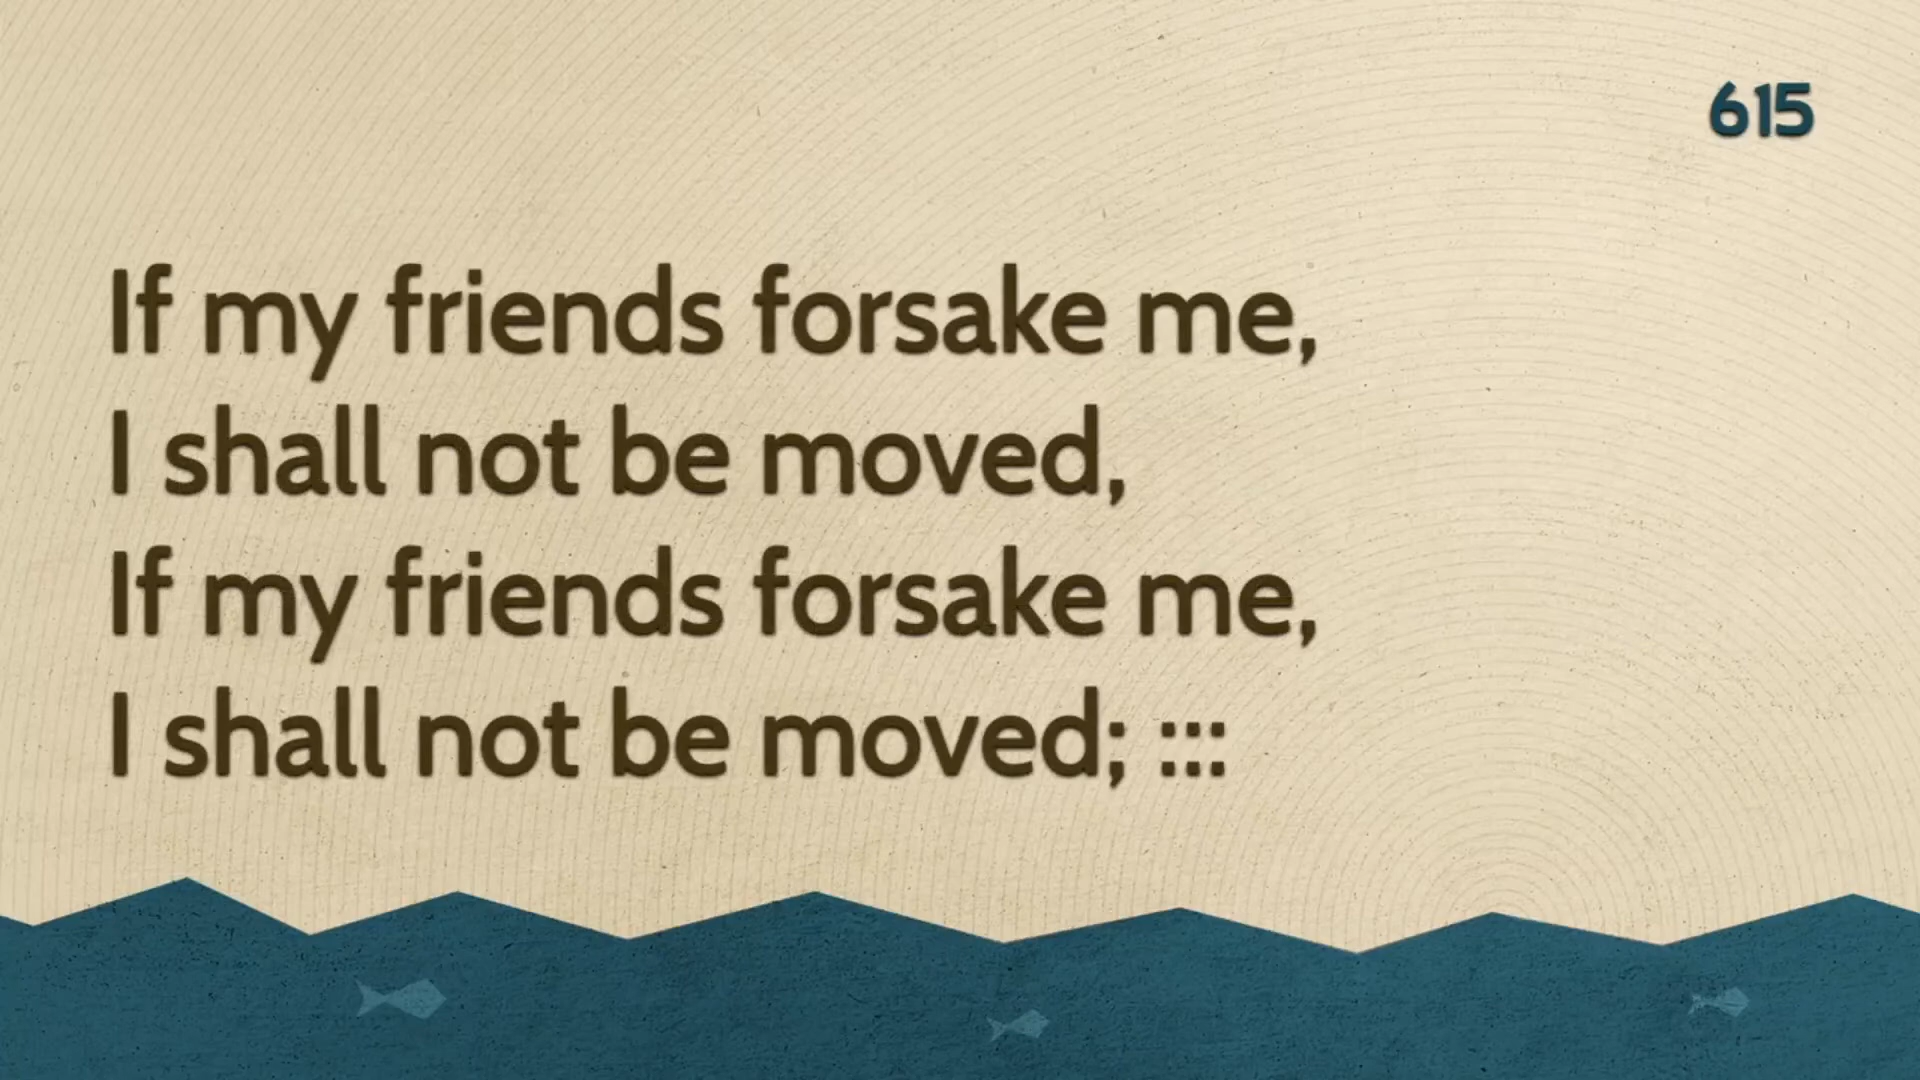 615
If my friends forsake me,
I shall not be moved,
If my friends forsake me,
I shall not be moved; :::